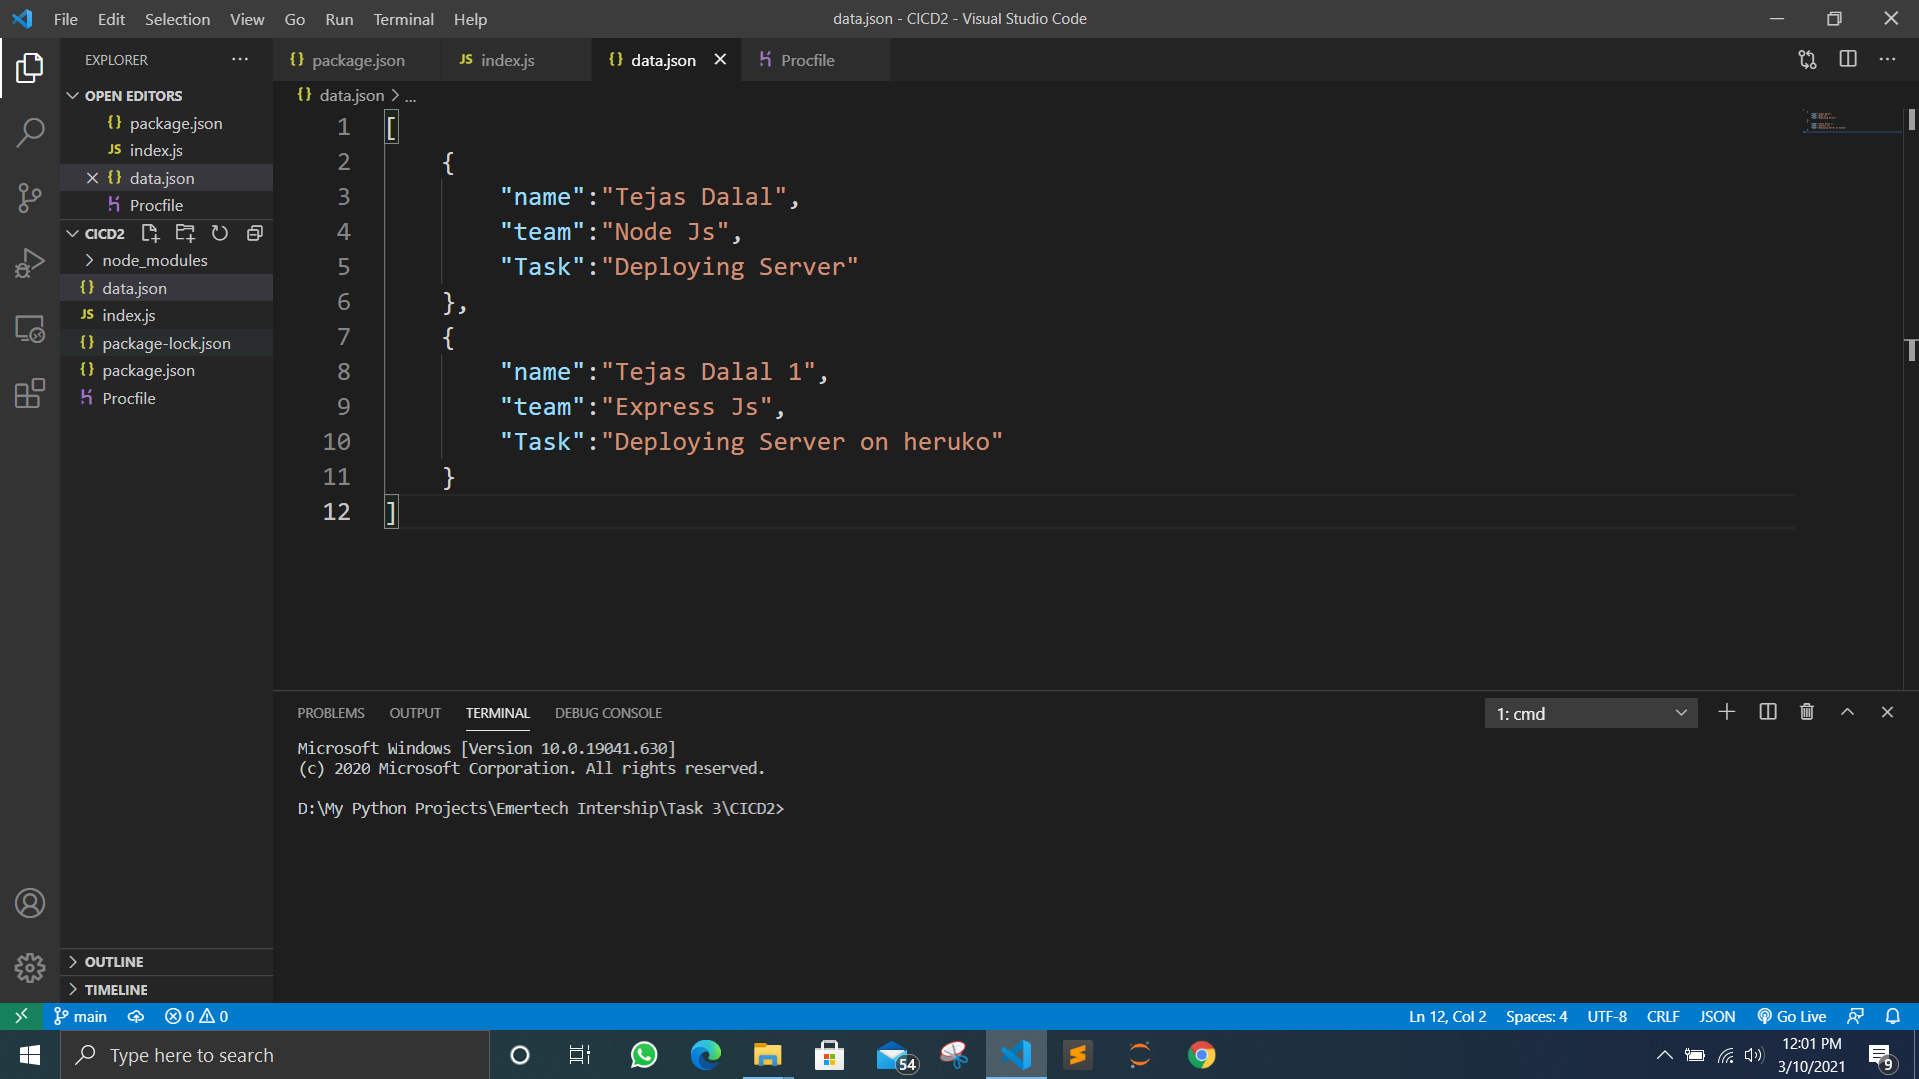 File Edit Selection View Go Run Terminal Help
data.json - CICD2 - Visual Studio Code
EXPLORER
OPEN EDITORS
{} package.json
JS index.js
{} data.json
Procfile
CICD2
node_modules
{} data.json
JS index.js
{} package-lock.json
{} package.json
Procfile
OUTLINE
TIMELINE
{} package.json
JS index.js
{} data.json
Procfile
{} data.json > ...
1 [
2 {
3 "name":"Tejas Dalal",
4 "team":"Node Js",
5 "Task":"Deploying Server"
6 },
7 {
8 "name":"Tejas Dalal 1",
9 "team":"Express Js",
10 "Task":"Deploying Server on heruko"
11 }
12 ]
PROBLEMS OUTPUT TERMINAL DEBUG CONSOLE
1: cmd
Microsoft Windows [Version 10.0.19041.630]
(c) 2020 Microsoft Corporation. All rights reserved.
D:\My Python Projects\Emertech Intership\Task 3\CICD2>
main 0 0
Ln 12, Col 2 Spaces: 4 UTF-8 CRLF JSON Go Live
Type here to search
54
12:01 PM
3/10/2021
9